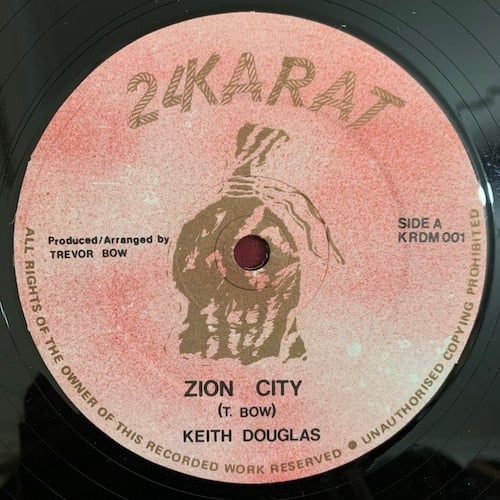 24KARAT
Produced/Arranged by
TREVOR BOW
SIDE A
KRDM 001
ZION CITY
(T. BOW)
KEITH DOUGLAS
ALL RIGHTS OF THE OWNER OF THIS RECORDED WORK RESERVED ● UNAUTHORISED COPYING PROHIBITED